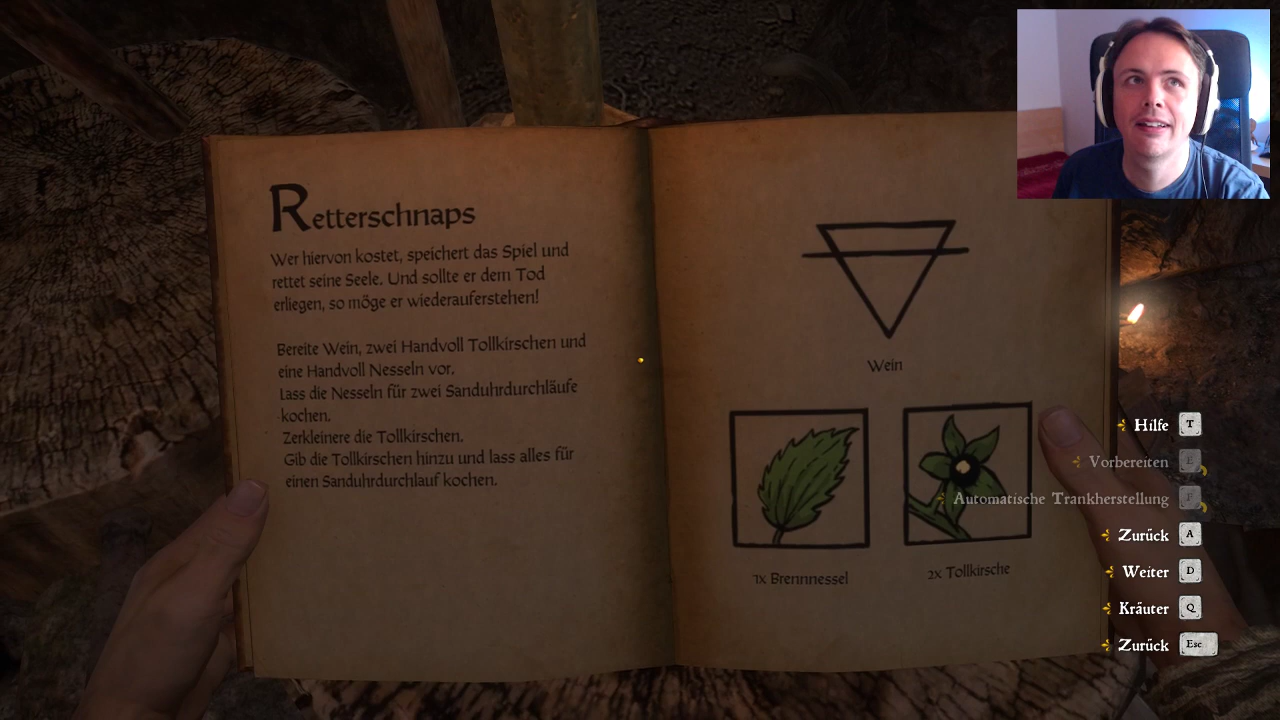 Retterschnaps
Wer hiervon kostet, speichert das Spiel und
rettet seine Seele. Und sollte er dem Tod
erliegen, so möge er wiederauferstehen!
Bereite Wein, zwei Handvoll Tollkirschen und
eine Handvoll Nesseln vor.
Lass die Nesseln für zwei Sanduhrdurchläufe
kochen.
Zerkleinere die Tollkirschen.
Gib die Tollkirschen hinzu und lass alles für
einen Sanduhrdurchlauf kochen.
Wein
1x Brennnessel
2x Tollkirsche
Hilfe T
Vorbereiten E
Automatische Trankherstellung F
Zurück A
Weiter D
Kräuter Q
Zurück Esc